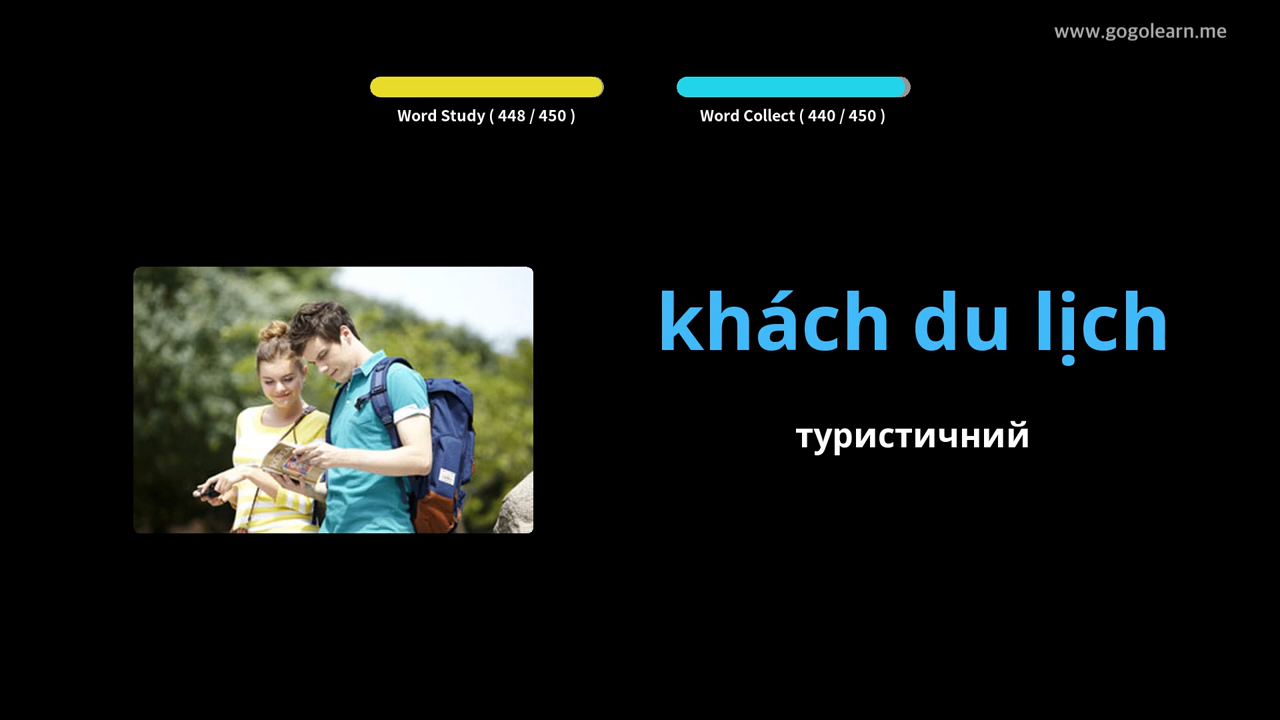 www.gogolearn.me
Word Study ( 448 / 450 )
Word Collect ( 440 / 450 )
khách du lịch
туристичний